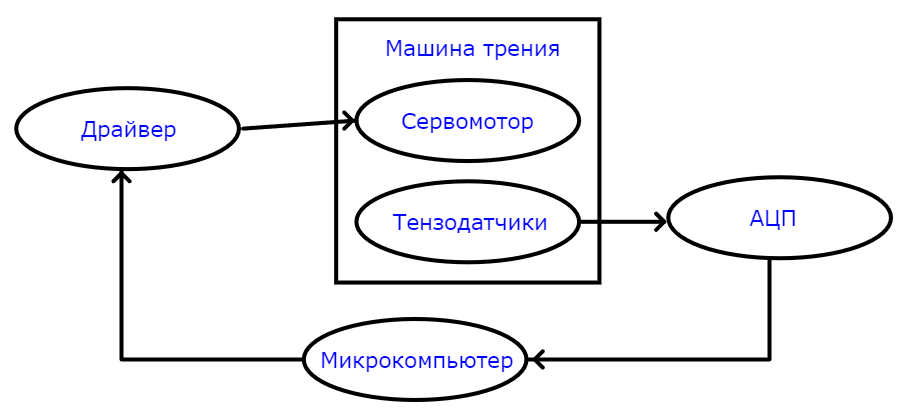 Машина трения
Драйвер
Сервомотор
Тензодатчики
АЦП
Микрокомпьютер